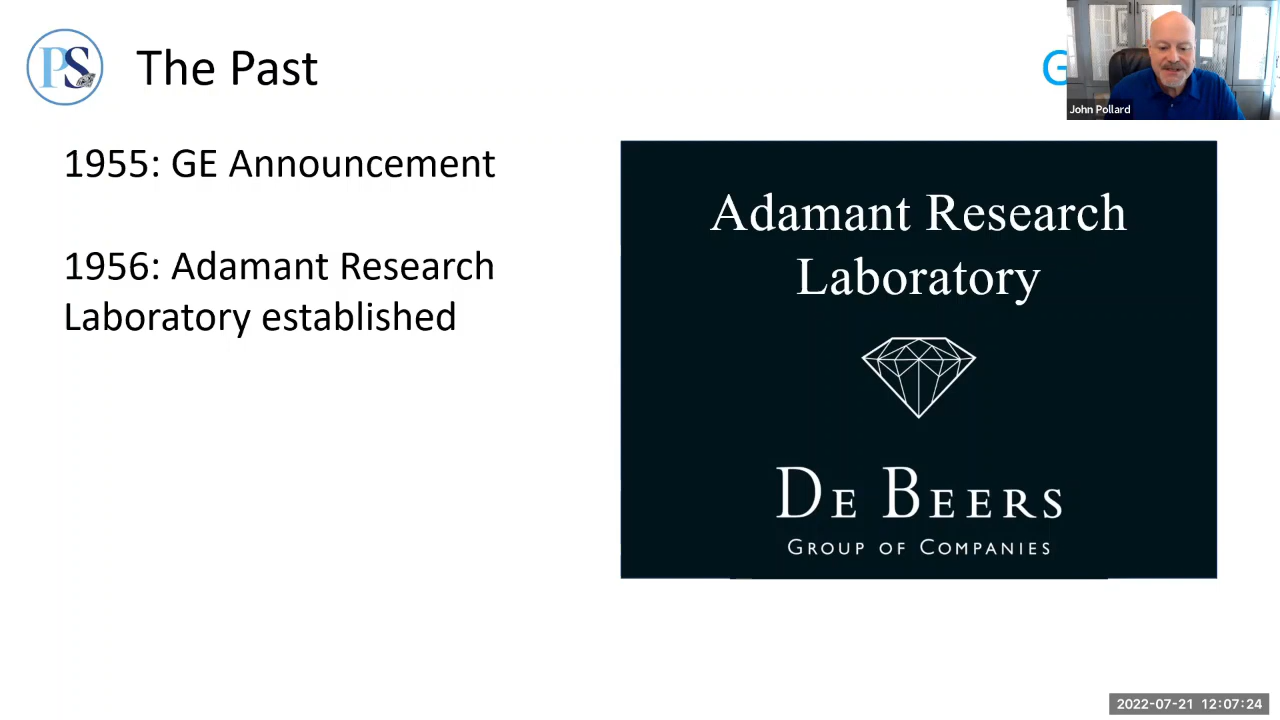 PS
The Past
G
John Pollard
1955: GE Announcement
1956: Adamant Research
Laboratory established
Adamant Research
Laboratory
DE BEERS
GROUP OF COMPANIES
2022-07-21 12:07:24